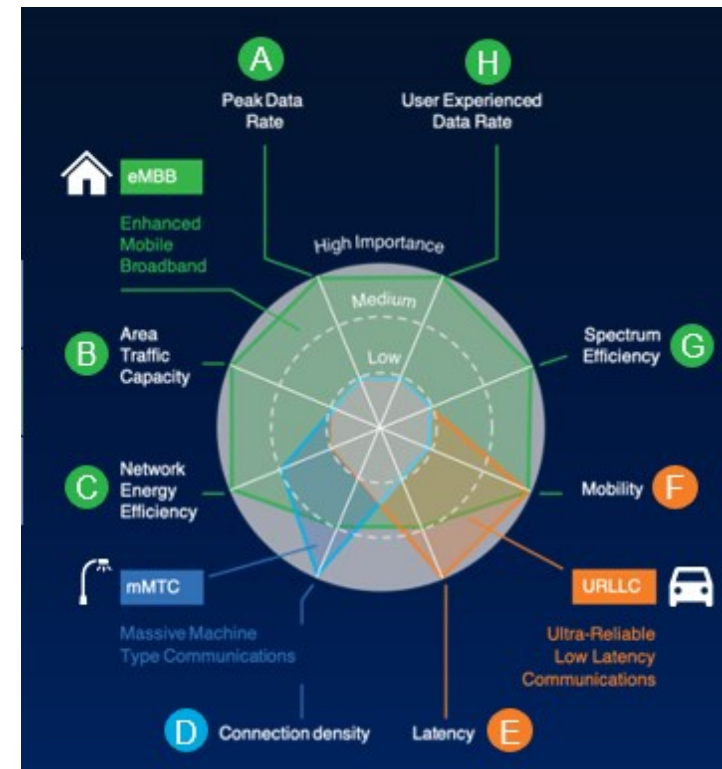 A
H
Peak Data
Rate
User Experienced
Data Rate
eMBB
Enhanced
Mobile
Broadband
High Importance
Medium
Low
B
Area
Traffic
Capacity
Spectrum
Efficiency
G
C
Network
Energy
Efficiency
Mobility
F
mMTC
URLLC
Massive Machine
Type Communications
Ultra-Reliable
Low Latency
Communications
D
Connection density
Latency
E